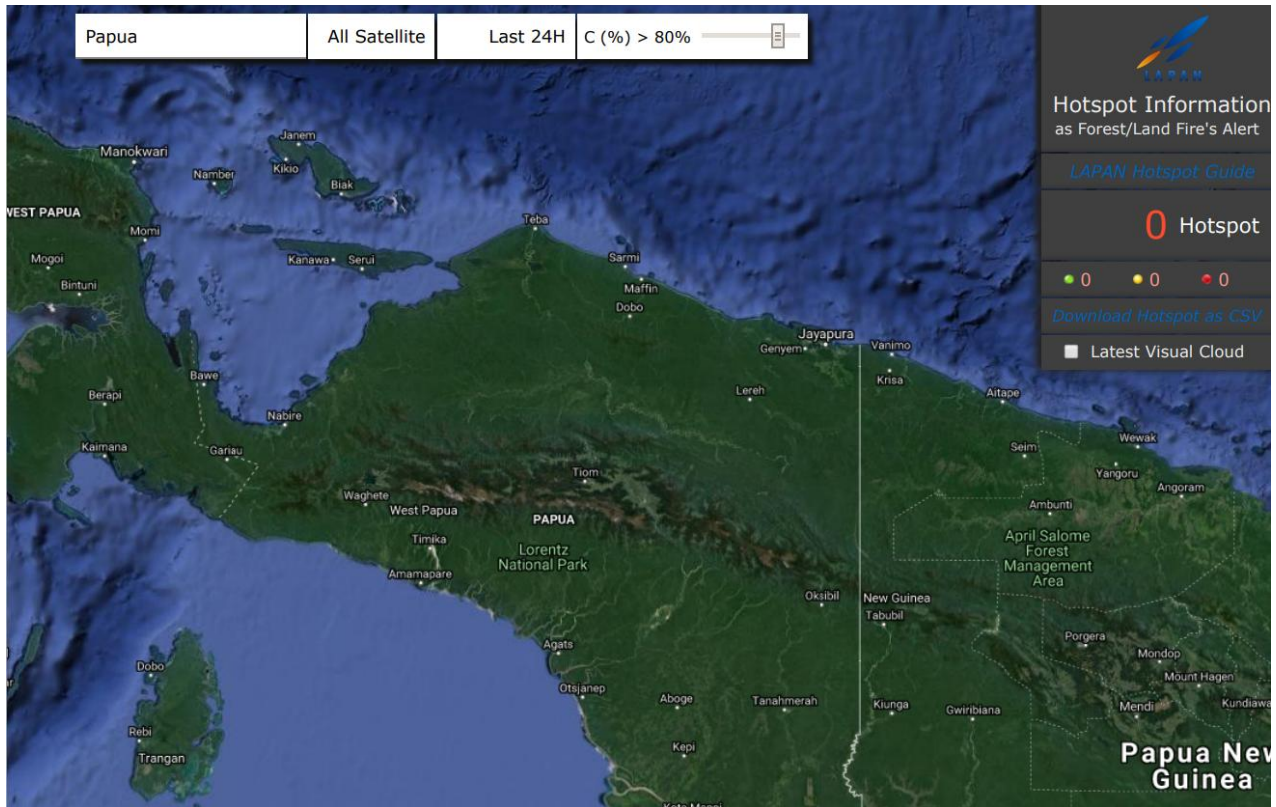 Papua
All Satellite
Last 24H
C (%) > 80%
LAPAN
Hotspot Information
as Forest/Land Fire's Alert
LAPAN Hotspot Guide
0 Hotspot
0 0 0
Download Hotspot as CSV
Latest Visual Cloud
Janem
Manokwari
Kikio
Namber
Biak
WEST PAPUA
Teba
Momi
Mogoi
Kanawa
Serui
Sarmi
Bintuni
Maffin
Dobo
Jayapura
Genyem
Vanimo
Bawe
Krisa
Berapi
Lereh
Aitape
Nabire
Wewak
Kaimana
Gariau
Seim
Yangoru
Tiom
Angoram
Waghete
West Papua
PAPUA
Ambunti
Timika
Lorentz
National Park
April Salome
Forest
Management
Area
Amamapare
Oksibil
New Guinea
Tabubil
Agats
Porgera
Mondop
Dobo
Mount Hagen
Otsjanep
Aboge
Tanahmerah
Kiunga
Gwiribiana
Mendi
Kundiawa
Rebi
Trangan
Kepi
Papua New
Guinea